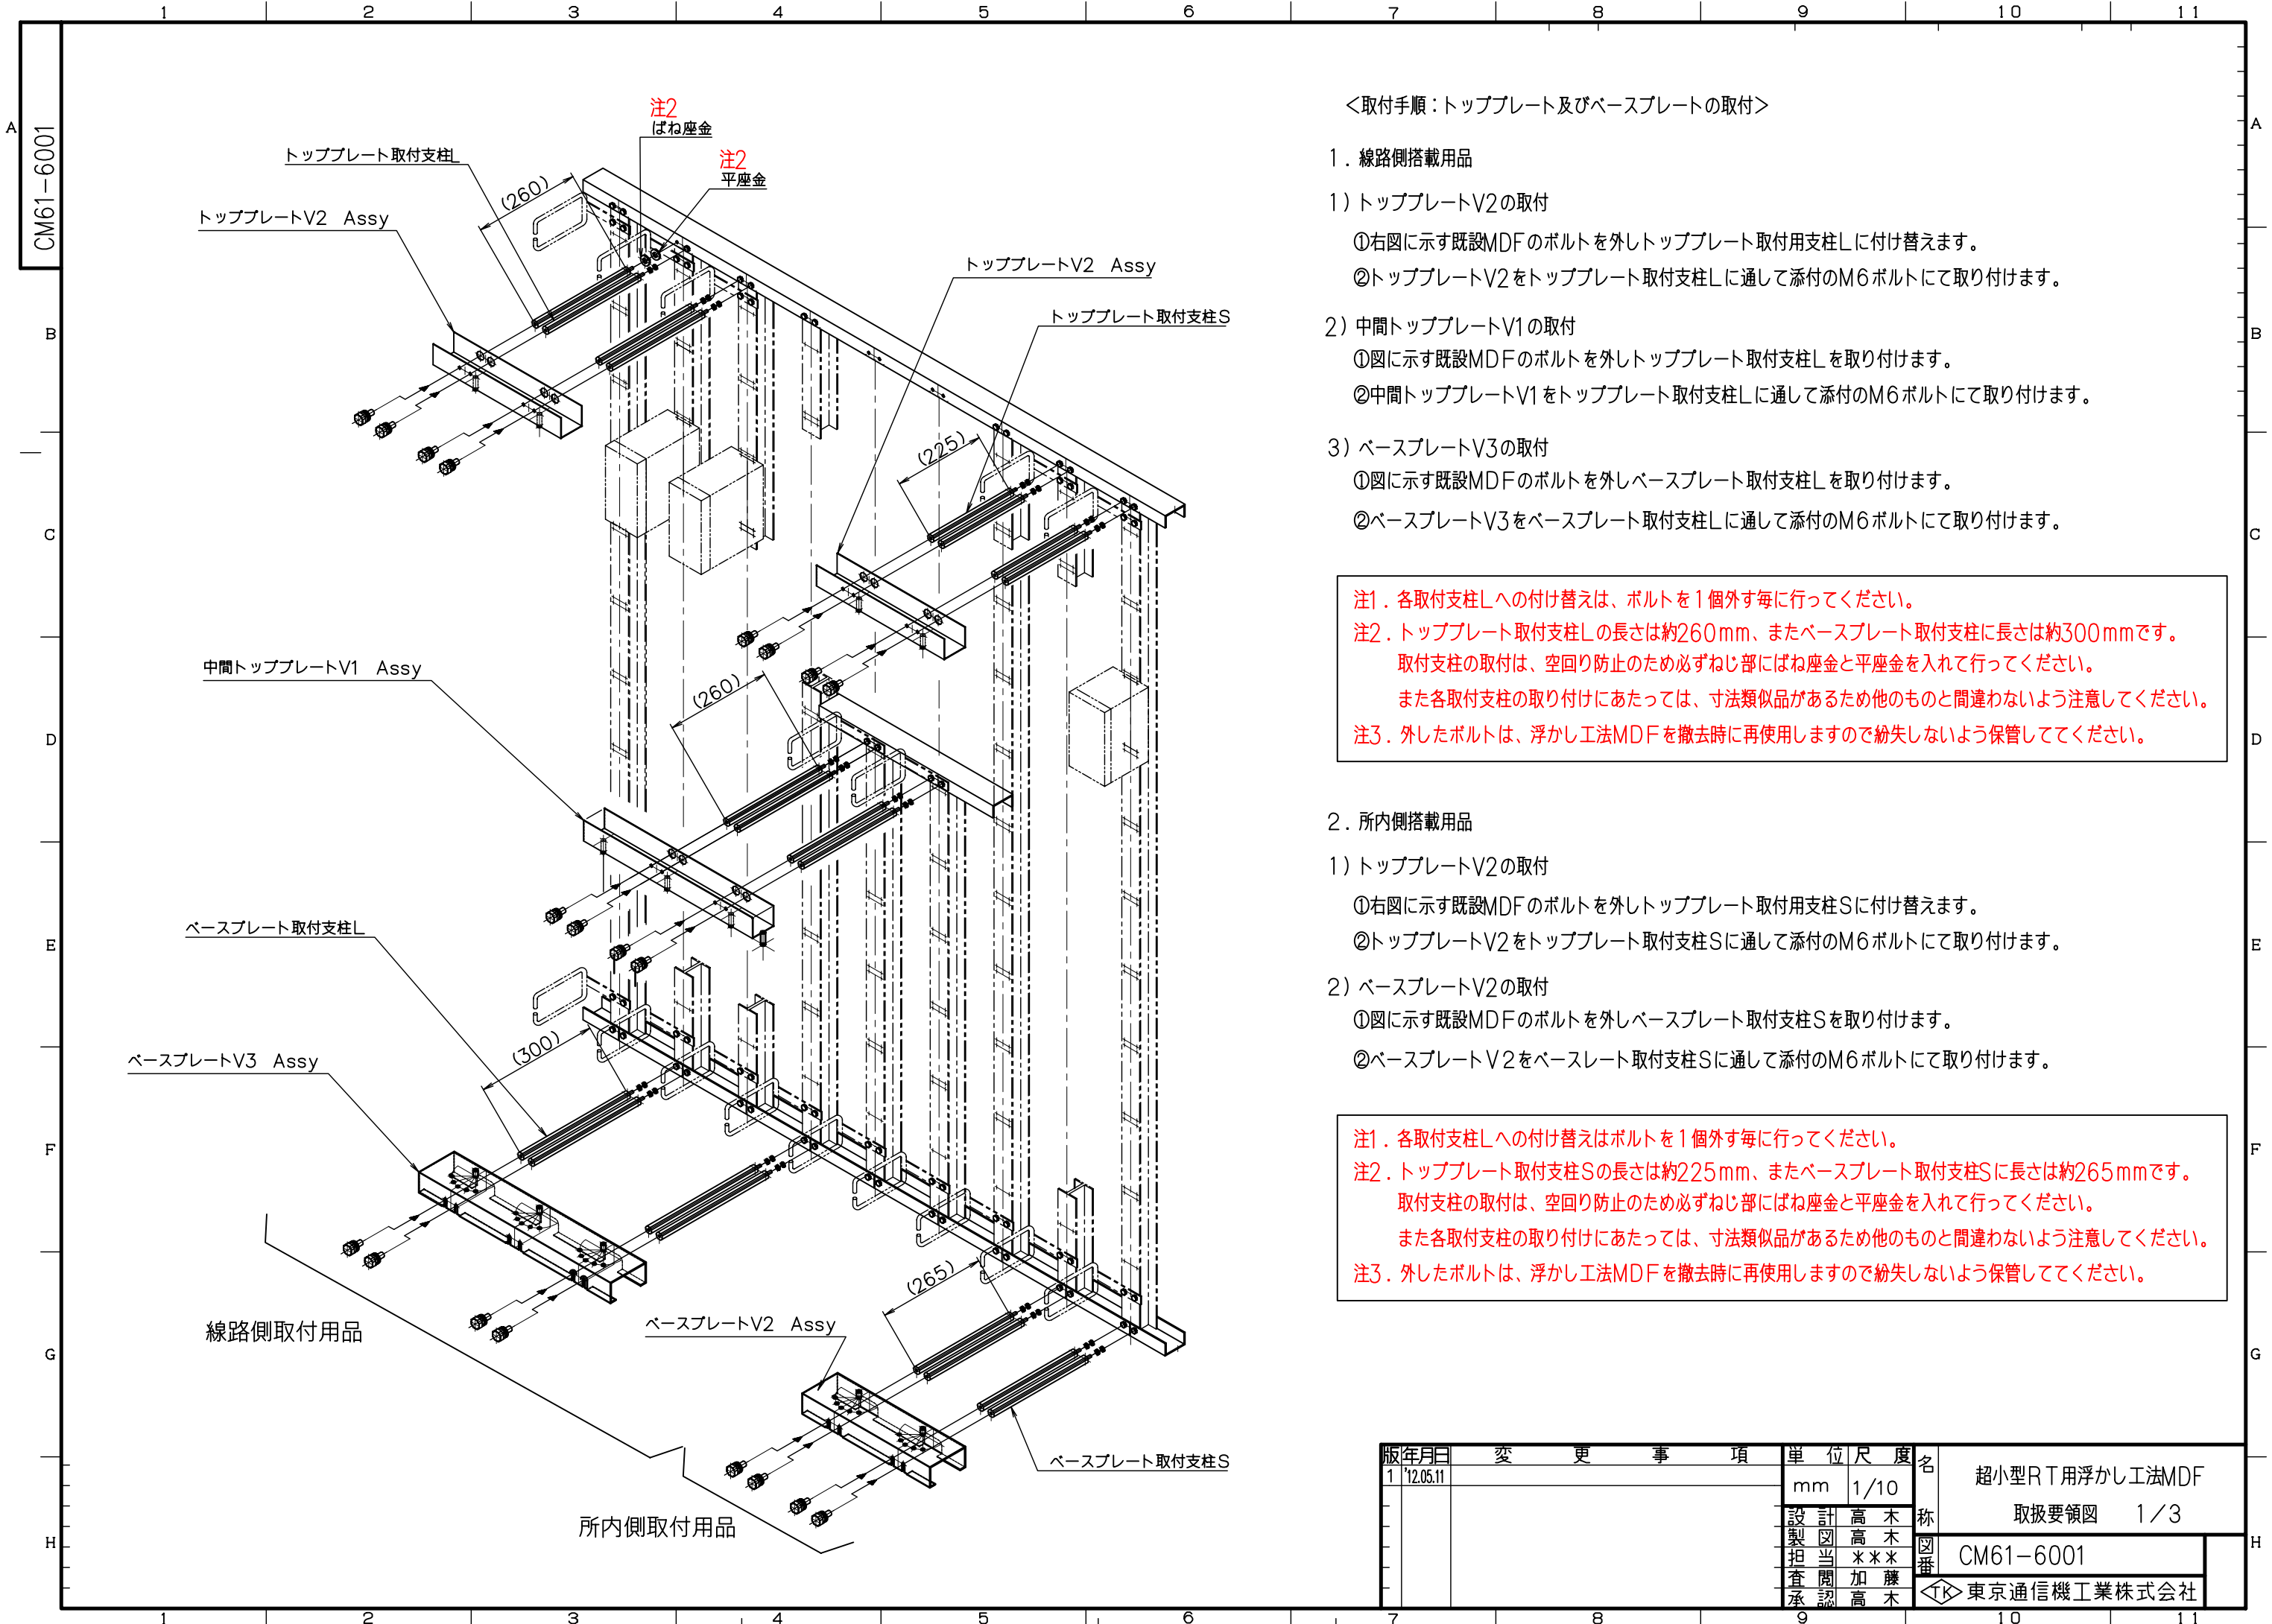 1 2 3 4 5 6 7 8 9 10 11
A
B
C
D
E
F
G
H
CM61-6001
注2
ばね座金
注2
平座金
トッププレート取付支柱L
(260)
トッププレートV2 Assy
トッププレートV2 Assy
トッププレート取付支柱S
(225)
中間トッププレートV1 Assy
(260)
ベースプレート取付支柱L
(300)
ベースプレートV3 Assy
(265)
線路側取付用品
ベースプレートV2 Assy
ベースプレート取付支柱S
所内側取付用品
<取付手順：トッププレート及びベースプレートの取付>
1．線路側搭載用品
1）トッププレートV2の取付
①右図に示す既設MDFのボルトを外しトッププレート取付用支柱Lに付け替えます。
②トッププレートV2をトッププレート取付支柱Lに通して添付のM6ボルトにて取り付けます。
2）中間トッププレートV1の取付
①図に示す既設MDFのボルトを外しトッププレート取付支柱Lを取り付けます。
②中間トッププレートV1をトッププレート取付支柱Lに通して添付のM6ボルトにて取り付けます。
3）ベースプレートV3の取付
①図に示す既設MDFのボルトを外しベースプレート取付支柱Lを取り付けます。
②ベースプレートV3をベースプレート取付支柱Lに通して添付のM6ボルトにて取り付けます。
注1．各取付支柱Lへの付け替えは、ボルトを1個外す毎に行ってください。
注2．トッププレート取付支柱Lの長さは約260mm、またベースプレート取付支柱に長さは約300mmです。
取付支柱の取付は、空回り防止のため必ずねじ部にばね座金と平座金を入れて行ってください。
また各取付支柱の取り付けにあたっては、寸法類似品があるため他のものと間違わないよう注意してください。
注3．外したボルトは、浮かし工法MDFを撤去時に再使用しますので紛失しないよう保管しててください。
2．所内側搭載用品
1）トッププレートV2の取付
①右図に示す既設MDFのボルトを外しトッププレート取付用支柱Sに付け替えます。
②トッププレートV2をトッププレート取付支柱Sに通して添付のM6ボルトにて取り付けます。
2）ベースプレートV2の取付
①図に示す既設MDFのボルトを外しベースプレート取付支柱Sを取り付けます。
②ベースプレートV2をベースレート取付支柱Sに通して添付のM6ボルトにて取り付けます。
注1．各取付支柱Lへの付け替えはボルトを1個外す毎に行ってください。
注2．トッププレート取付支柱Sの長さは約225mm、またベースプレート取付支柱Sに長さは約265mmです。
取付支柱の取付は、空回り防止のため必ずねじ部にばね座金と平座金を入れて行ってください。
また各取付支柱の取り付けにあたっては、寸法類似品があるため他のものと間違わないよう注意してください。
注3．外したボルトは、浮かし工法MDFを撤去時に再使用しますので紛失しないよう保管しててください。
版 年月日 変更事項 単位 尺度
1 '12.05.11
mm 1/10
設計 高木
製図 高木
担当 ***
査閲 加藤
承認 高木
名称 超小型RT用浮かし工法MDF
取扱要領図 1/3
図番 CM61-6001
TK 東京通信機工業株式会社
A
B
C
D
E
F
G
H
1 2 3 4 5 6 7 8 9 10 11